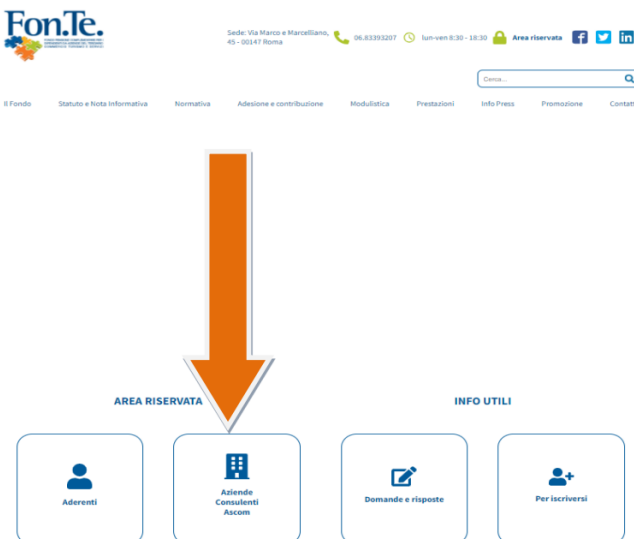 Fon.Te.
Sede: Via Marco e Marcelliano,
45 – 00147 Roma
06.83393207
lun-ven 8:30 - 18:30
Area riservata
Cerca...
Il Fondo
Statuto e Nota Informativa
Normativa
Adesione e contribuzione
Modulistica
Prestazioni
Info Press
Promozione
Contatti
AREA RISERVATA
INFO UTILI
Aderenti
Aziende
Consulenti
Ascom
Domande e risposte
Per iscriversi